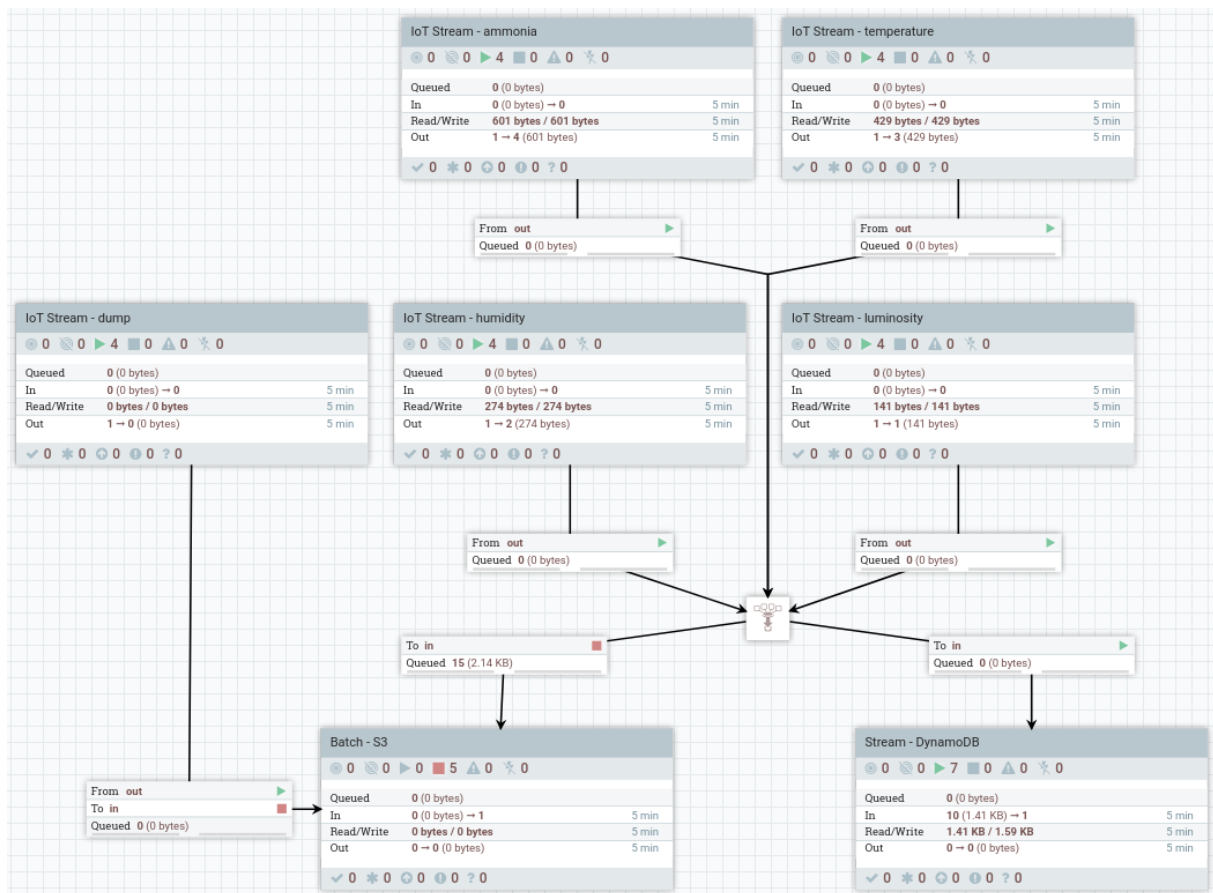 IoT Stream - ammonia
0 0 4 0 0 0
Queued 0 (0 bytes)
In 0 (0 bytes) → 0 5 min
Read/Write 601 bytes / 601 bytes 5 min
Out 1 → 4 (601 bytes) 5 min
0 0 0 0 ? 0
IoT Stream - temperature
0 0 4 0 0 0
Queued 0 (0 bytes)
In 0 (0 bytes) → 0 5 min
Read/Write 429 bytes / 429 bytes 5 min
Out 1 → 3 (429 bytes) 5 min
0 0 0 0 ? 0
From out
Queued 0 (0 bytes)
From out
Queued 0 (0 bytes)
IoT Stream - dump
0 0 4 0 0 0
Queued 0 (0 bytes)
In 0 (0 bytes) → 0 5 min
Read/Write 0 bytes / 0 bytes 5 min
Out 1 → 0 (0 bytes) 5 min
0 0 0 0 ? 0
IoT Stream - humidity
0 0 4 0 0 0
Queued 0 (0 bytes)
In 0 (0 bytes) → 0 5 min
Read/Write 274 bytes / 274 bytes 5 min
Out 1 → 2 (274 bytes) 5 min
0 0 0 0 ? 0
IoT Stream - luminosity
0 0 4 0 0 0
Queued 0 (0 bytes)
In 0 (0 bytes) → 0 5 min
Read/Write 141 bytes / 141 bytes 5 min
Out 1 → 1 (141 bytes) 5 min
0 0 0 0 ? 0
From out
Queued 0 (0 bytes)
From out
Queued 0 (0 bytes)
To in
Queued 15 (2.14 KB)
To in
Queued 0 (0 bytes)
From out
To in
Queued 0 (0 bytes)
Batch - S3
0 0 0 5 0 0
Queued 0 (0 bytes)
In 0 (0 bytes) → 1 5 min
Read/Write 0 bytes / 0 bytes 5 min
Out 0 → 0 (0 bytes) 5 min
0 0 0 0 ? 0
Stream - DynamoDB
0 0 7 0 0 0
Queued 0 (0 bytes)
In 10 (1.41 KB) → 1 5 min
Read/Write 1.41 KB / 1.59 KB 5 min
Out 0 → 0 (0 bytes) 5 min
0 0 0 0 ? 0